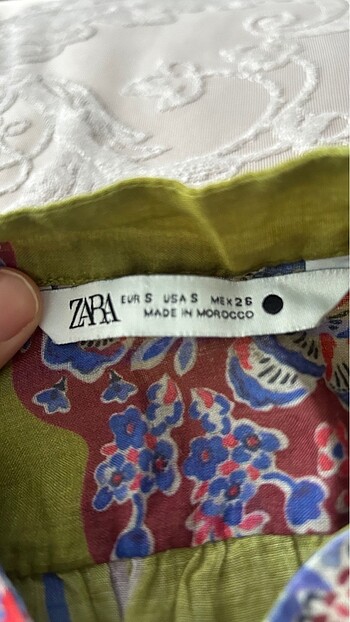 ZARA EUR S USA S MEX 26
MADE IN MOROCCO